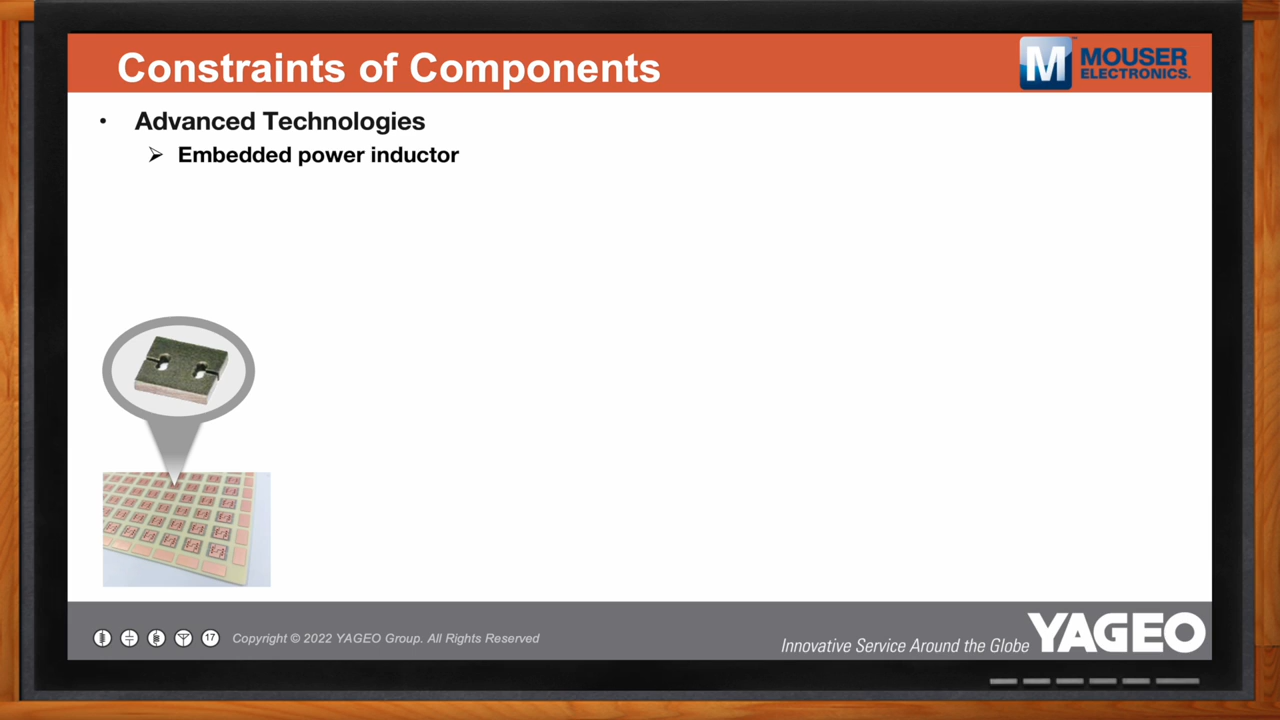 Constraints of Components
M MOUSER
ELECTRONICS.
• Advanced Technologies
➢ Embedded power inductor
17 Copyright © 2022 YAGEO Group. All Rights Reserved
Innovative Service Around the Globe YAGEO